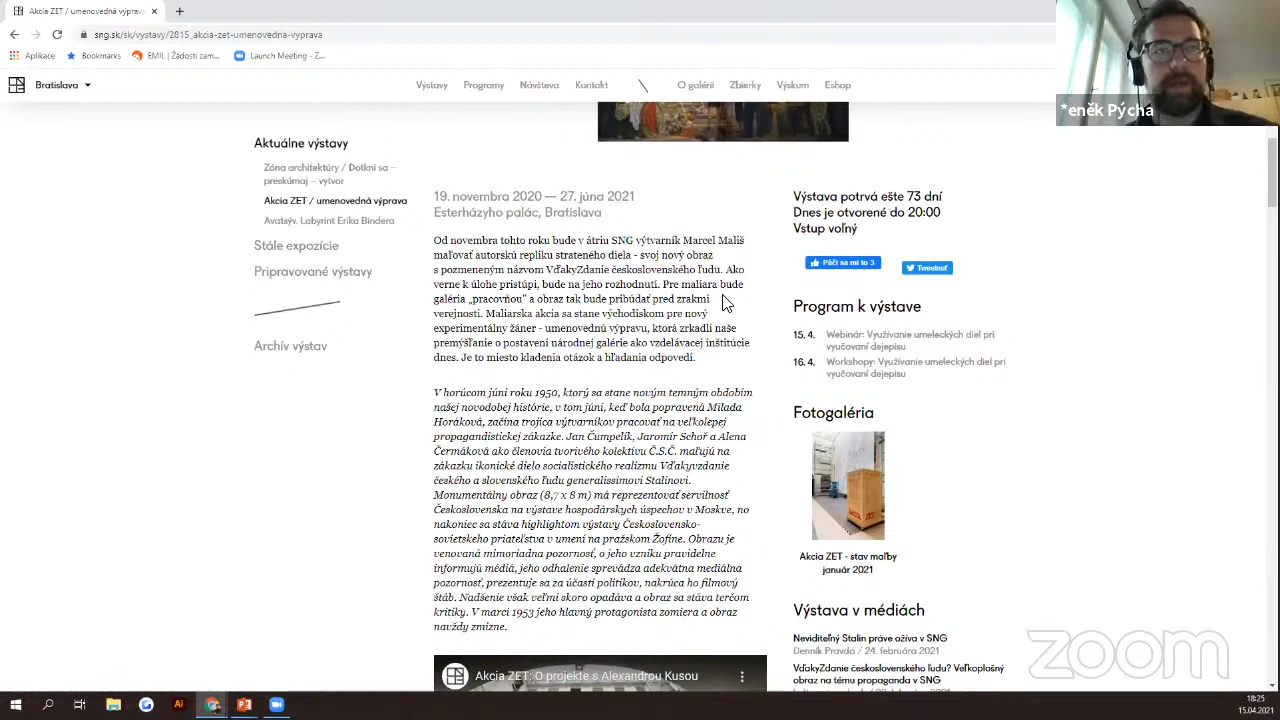 Akcia ZET / umenovedná výprava
sng.sk/sk/vystavy/2815_akcia-zet-umenovedna-vyprava
Aplikace
Bookmarks
EMIL | Žádosti zam...
Launch Meeting - Z...
Bratislava
Výstavy
Programy
Návšteva
Kontakt
O galérii
Zbierky
Výskum
Eshop
*eněk Pýcha
Aktuálne výstavy
Zóna architektúry / Dotkni sa –
preskúmaj – vytvor
Akcia ZET / umenovedná výprava
Avatsýv. Labyrint Erika Bindera
Stále expozície
Pripravované výstavy
Archív výstav
19. novembra 2020 — 27. júna 2021
Esterházyho palác, Bratislava
Od novembra tohto roku bude v átriu SNG výtvarník Marcel Mališ
maľovať autorskú repliku strateného diela - svoj nový obraz
s pozmeneným názvom VďakyZdanie československého ľudu. Ako
verne k úlohe pristúpi, bude na jeho rozhodnutí. Pre maliara bude
galéria „pracovňou“ a obraz tak bude pribúdať pred zrakmi
verejnosti. Maliarska akcia sa stane východiskom pre nový
experimentálny žáner - umenovednú výpravu, ktorá zrkadlí naše
premýšľanie o postavení národnej galérie ako vzdelávacej inštitúcie
dnes. Je to miesto kladenia otázok a hľadania odpovedí.
V horúcom júni roku 1950, ktorý sa stane novým temným obdobím
našej novodobej histórie, v tom júni, keď bola popravená Milada
Horáková, začína trojica výtvarníkov pracovať na veľkolepej
propagandistickej zákazke. Jan Čumpelík, Jaromír Schoř a Alena
Čermáková ako členovia tvorivého kolektívu Č.S.Č. maľujú na
zákazku ikonické dielo socialistického realizmu Vďakyvzdanie
českého a slovenského ľudu generalissimovi Stalinovi.
Monumentálny obraz (8,7 x 8 m) má reprezentovať servilnosť
Československa na výstave hospodárskych úspechov v Moskve, no
nakoniec sa stáva highlightom výstavy Československo-
sovietskeho priateľstva v umení na pražskom Žofíne. Obrazu je
venovaná mimoriadna pozornosť, o jeho vzniku pravidelne
informujú médiá, jeho odhalenie sprevádza adekvátna mediálna
pozornosť, prezentuje sa za účasti politikov, nakrúca ho filmový
štáb. Nadšenie však veľmi skoro opadáva a obraz sa stáva terčom
kritiky. V marci 1953 jeho hlavný protagonista zomiera a obraz
navždy zmizne.
Akcia ZET: O projekte s Alexandrou Kusou
Výstava potrvá ešte 73 dní
Dnes je otvorené do 20:00
Vstup voľný
Páči sa mi to 3
Tweetnuť
Program k výstave
15. 4. Webinár: Využívanie umeleckých diel pri
vyučovaní dejepisu
16. 4. Workshopy: Využívanie umeleckých diel pri
vyučovaní dejepisu
Fotogaléria
Akcia ZET - stav maľby
január 2021
Výstava v médiách
Neviditeľný Stalin práve ožíva v SNG
Denník Pravda / 24. februára 2021
VďakyZdanie československého ľudu? Veľkoplošný
obraz na tému propaganda v SNG
zoom
18:25
15.04.2021